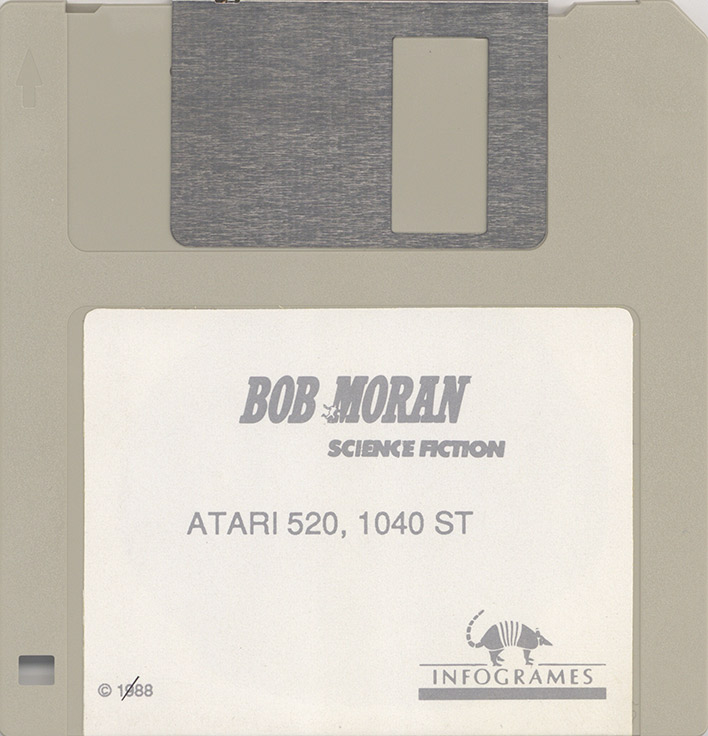 BOB MORAN
SCIENCE FICTION
ATARI 520, 1040 ST
INFOGRAMES
© 1988